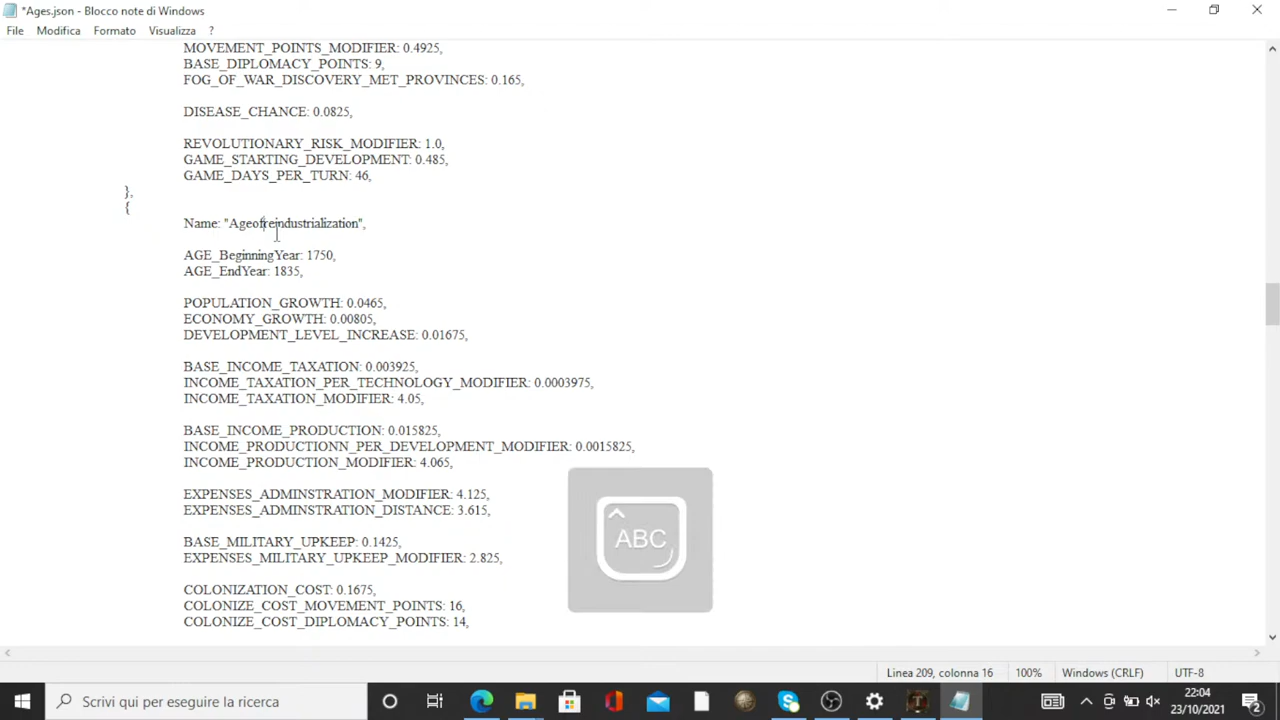 *Ages.json - Blocco note di Windows
File Modifica Formato Visualizza ?
MOVEMENT_POINTS_MODIFIER: 0.4925,
BASE_DIPLOMACY_POINTS: 9,
FOG_OF_WAR_DISCOVERY_MET_PROVINCES: 0.165,
DISEASE_CHANCE: 0.0825,
REVOLUTIONARY_RISK_MODIFIER: 1.0,
GAME_STARTING_DEVELOPMENT: 0.485,
GAME_DAYS_PER_TURN: 46,
},
{
Name: "Ageofreindustrialization",
AGE_BeginningYear: 1750,
AGE_EndYear: 1835,
POPULATION_GROWTH: 0.0465,
ECONOMY_GROWTH: 0.00805,
DEVELOPMENT_LEVEL_INCREASE: 0.01675,
BASE_INCOME_TAXATION: 0.003925,
INCOME_TAXATION_PER_TECHNOLOGY_MODIFIER: 0.0003975,
INCOME_TAXATION_MODIFIER: 4.05,
BASE_INCOME_PRODUCTION: 0.015825,
INCOME_PRODUCTIONN_PER_DEVELOPMENT_MODIFIER: 0.0015825,
INCOME_PRODUCTION_MODIFIER: 4.065,
EXPENSES_ADMINSTRATION_MODIFIER: 4.125,
EXPENSES_ADMINSTRATION_DISTANCE: 3.615,
BASE_MILITARY_UPKEEP: 0.1425,
EXPENSES_MILITARY_UPKEEP_MODIFIER: 2.825,
COLONIZATION_COST: 0.1675,
COLONIZE_COST_MOVEMENT_POINTS: 16,
COLONIZE_COST_DIPLOMACY_POINTS: 14,
ABC
Linea 209, colonna 16 100% Windows (CRLF) UTF-8
Scrivi qui per eseguire la ricerca
22:04
23/10/2021
2